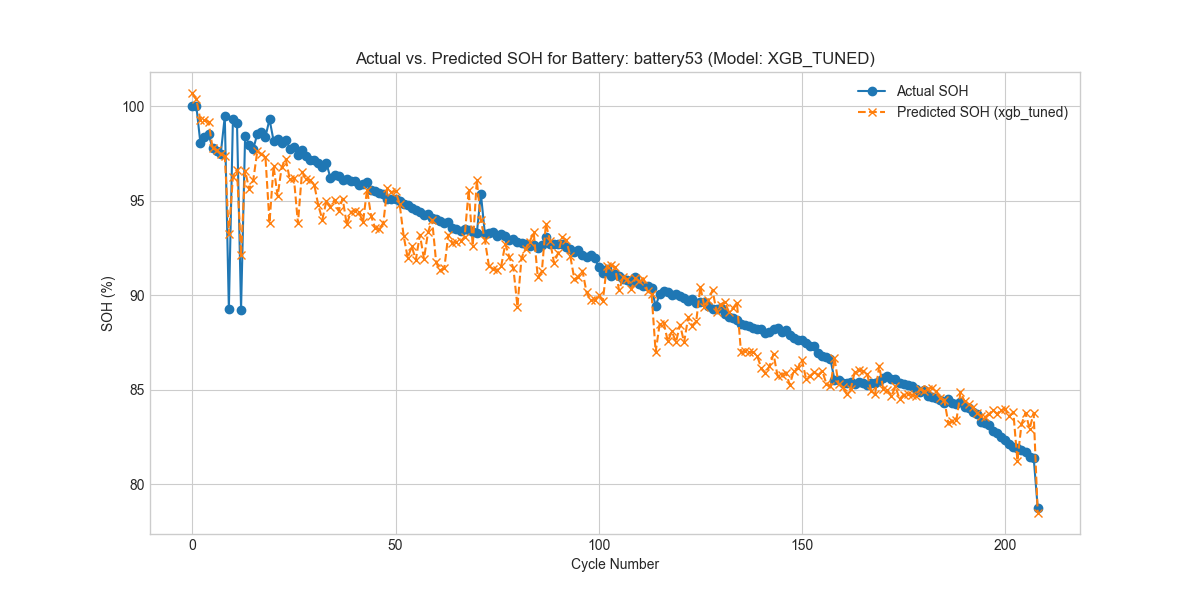 Actual vs. Predicted SOH for Battery: battery53 (Model: XGB_TUNED)
Actual SOH
Predicted SOH (xgb_tuned)
100
95
90
85
80
SOH (%)
0 50 100 150 200
Cycle Number